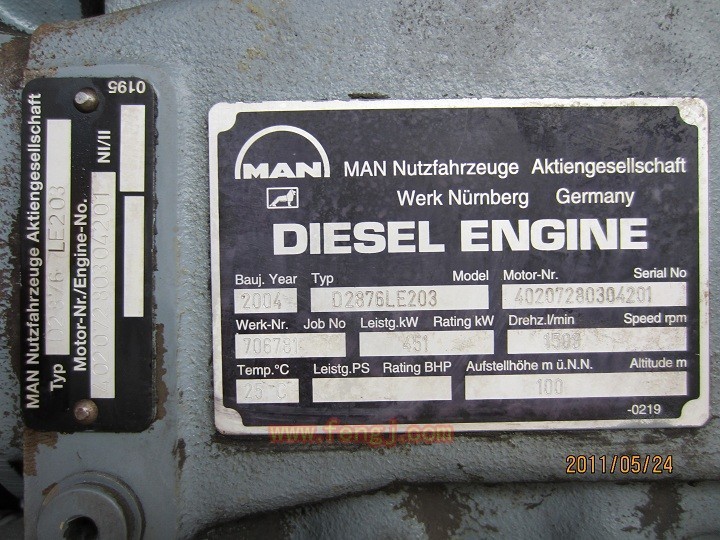 MAN Nutzfahrzeuge Aktiengesellschaft
Typ D2876 LE203
Motor-Nr./Engine-No. NI/II
40207280304201
0195
MAN
MAN Nutzfahrzeuge Aktiengesellschaft
Werk Nürnberg Germany
DIESEL ENGINE
Bauj. Year Typ Model Motor-Nr. Serial No
2004 D2876LE203 40207280304201
Werk-Nr. Job No Leistg.kW Rating kW Drehz.I/min Speed rpm
706781 451 1500
Temp.°C Leistg.PS Rating BHP Aufstellhöhe m ü.N.N. Altitude m
25°C 100
-0219
www.fengj.com
2011/05/24